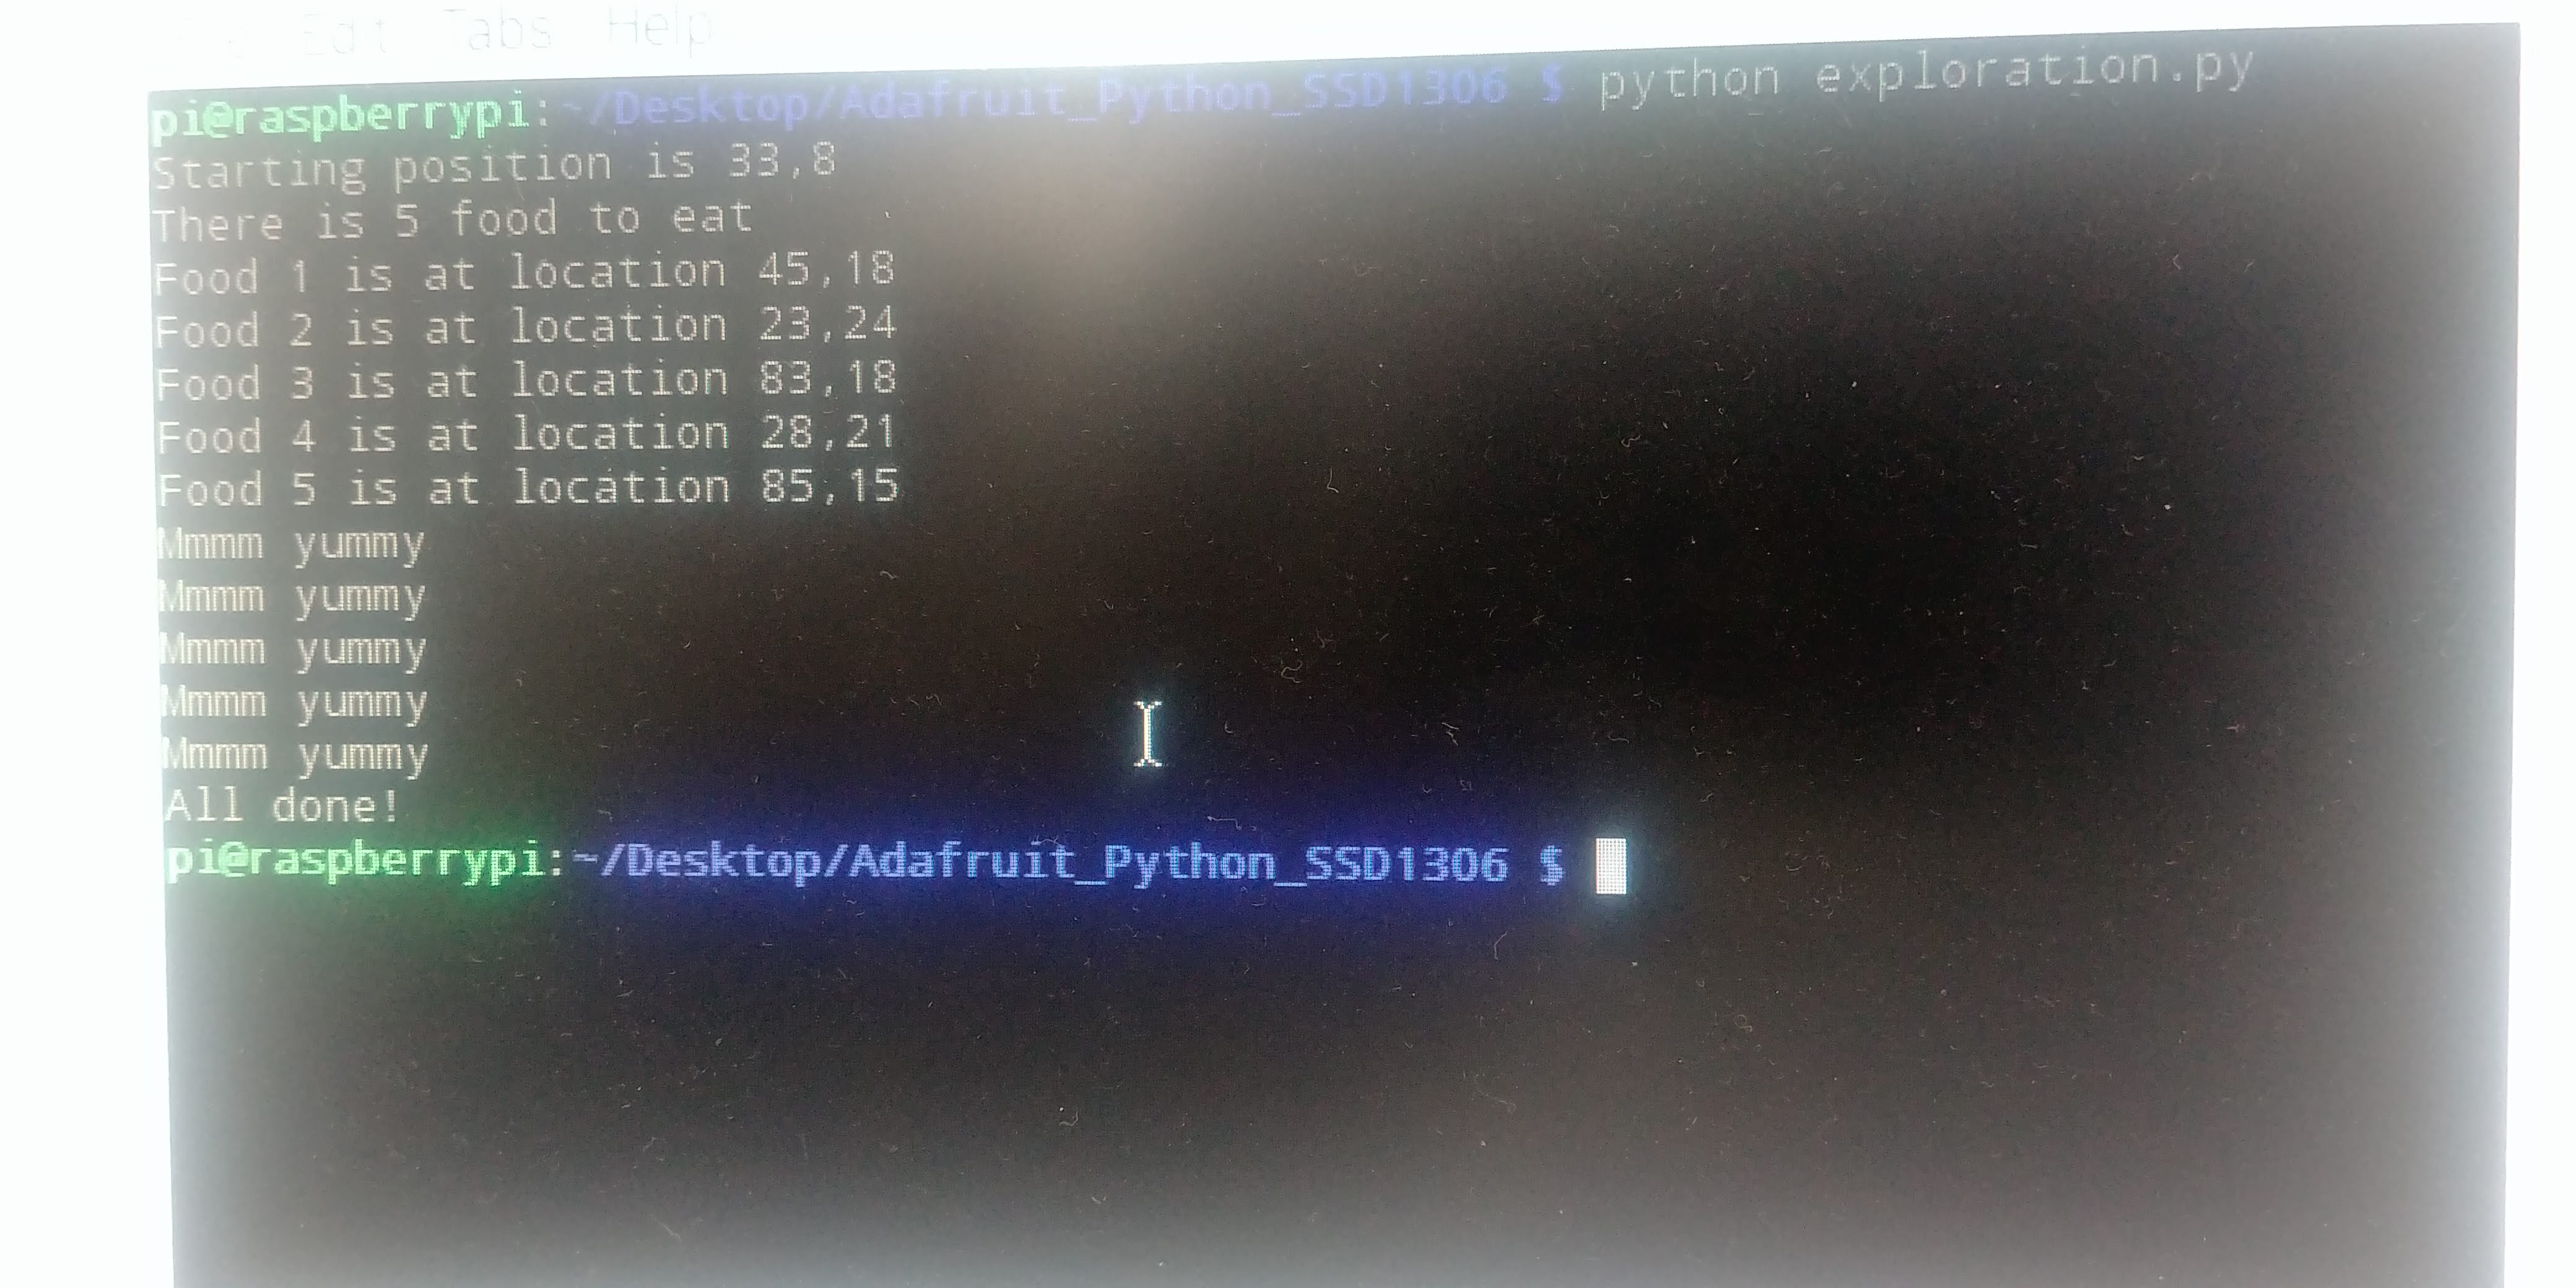 Edit Tabs Help
pi@raspberrypi:~/Desktop/Adafruit_Python_SSD1306 $ python exploration.py
Starting position is 33,8
There is 5 food to eat
Food 1 is at location 45,18
Food 2 is at location 23,24
Food 3 is at location 83,18
Food 4 is at location 28,21
Food 5 is at location 85,15
Mmmm yummy
Mmmm yummy
Mmmm yummy
Mmmm yummy
Mmmm yummy
All done!
pi@raspberrypi:~/Desktop/Adafruit_Python_SSD1306 $